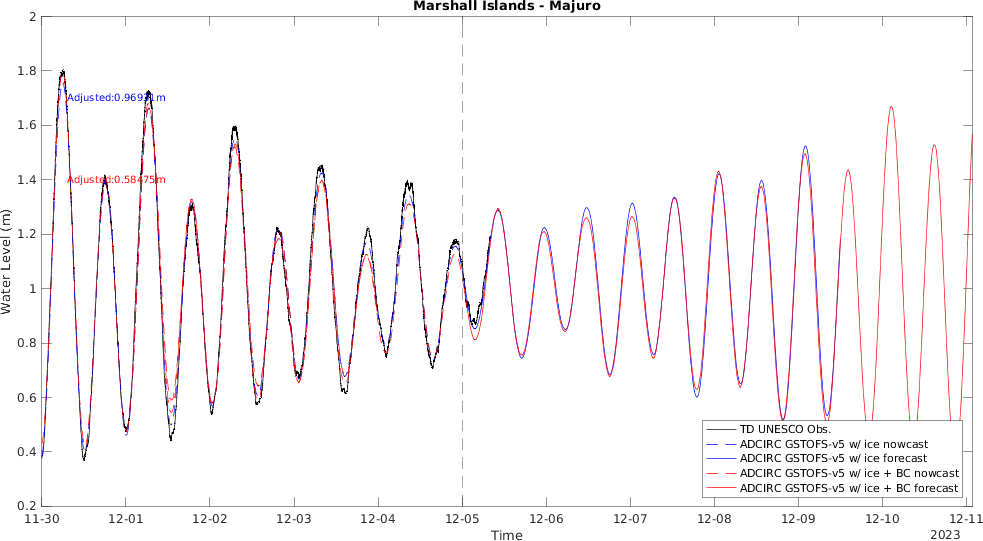 Marshall Islands - Majuro
2
1.8
1.6
1.4
1.2
1
0.8
0.6
0.4
0.2
Water Level (m)
Adjusted:0.58475m
TD UNESCO Obs.
ADCIRC GSTOFS-v5 w/ ice nowcast
ADCIRC GSTOFS-v5 w/ ice forecast
ADCIRC GSTOFS-v5 w/ ice + BC nowcast
ADCIRC GSTOFS-v5 w/ ice + BC forecast
11-30 12-01 12-02 12-03 12-04 12-05 12-06 12-07 12-08 12-09 12-10 12-11
Time
2023